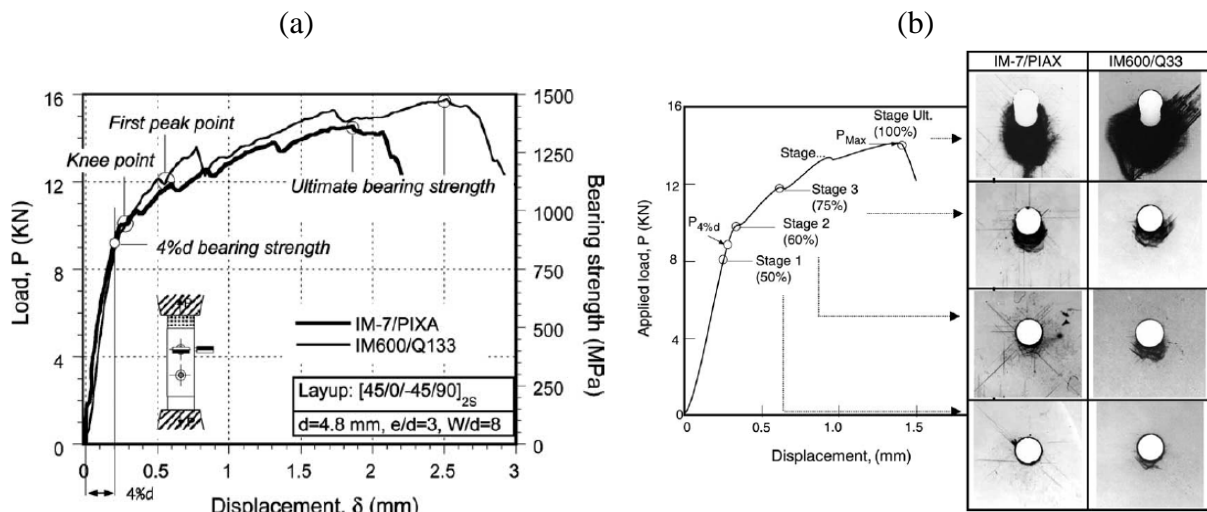 (a)
16
14
12
10
8
6
4
2
0
Load, P (KN)
First peak point
Knee point
Ultimate bearing strength
4%d bearing strength
IM-7/PIXA
IM600/Q133
Layup: [45/0/-45/90]2S
d=4.8 mm, e/d=3, W/d=8
1500
1250
1000
750
500
250
0
Bearing strength (MPa)
0
0.5
1
1.5
2
2.5
3
4%d
Displacement, δ (mm)
(b)
16
12
8
4
0
Applied load, P (KN)
Stage Ult.
(100%)
PMax
Stage...
Stage 3
(75%)
P4%d
Stage 2
(60%)
Stage 1
(50%)
0
0.5
1.0
1.5
Displacement, (mm)
IM-7/PIAX
IM600/Q33